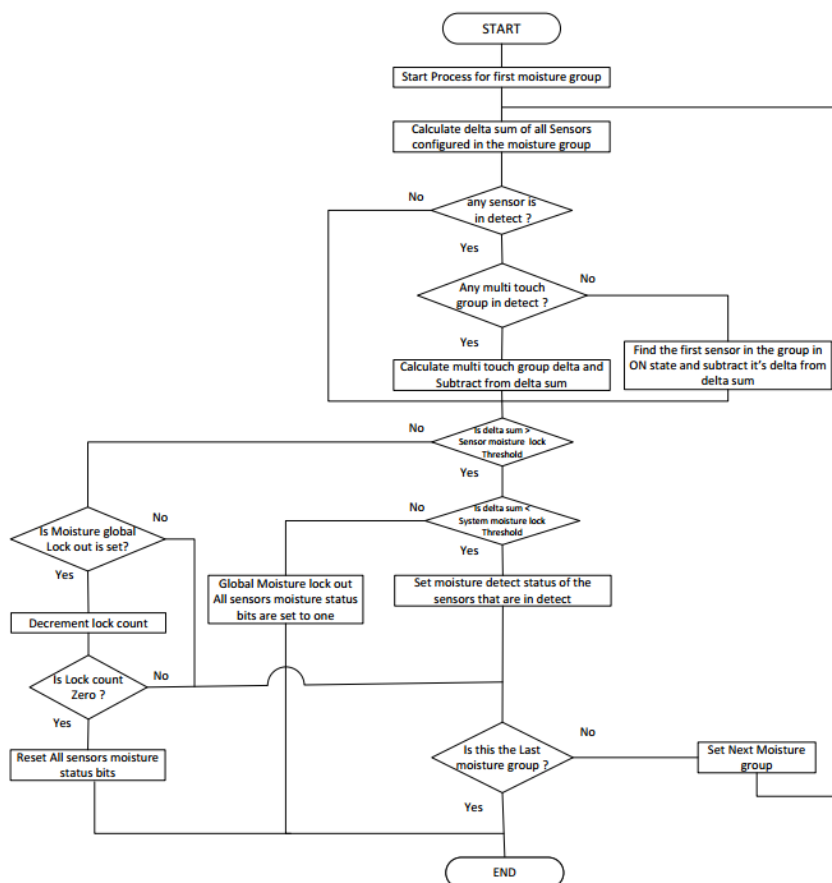 START
Start Process for first moisture group
Calculate delta sum of all Sensors
configured in the moisture group
No
any sensor is
in detect ?
Yes
Any multi touch
group in detect ?
No
Yes
Calculate multi touch group delta and
Subtract from delta sum
Find the first sensor in the group in
ON state and subtract it's delta from
delta sum
No
Is delta sum >
Sensor moisture lock
Threshold
Yes
No
Is delta sum <
System moisture lock
Threshold
Yes
Is Moisture global
Lock out is set?
No
Yes
Global Moisture lock out
All sensors moisture status
bits are set to one
Set moisture detect status of the
sensors that are in detect
Decrement lock count
Is Lock count
Zero ?
No
Yes
Reset All sensors moisture
status bits
Is this the Last
moisture group ?
No
Set Next Moisture
group
Yes
END